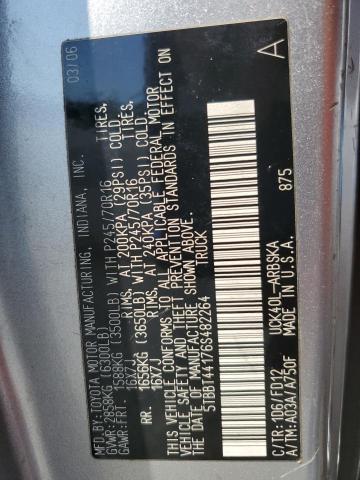 MFD. BY: TOYOTA MOTOR MANUFACTURING, INDIANA, INC. 03/06
GVWR: 2858KG (6300LB)
GAWR: FRT. 1588KG (3500LB) WITH P245/70R16 TIRES,
16X7J RIMS, AT 200KPA (29PSI) COLD
RR. 1656KG (3650LB) WITH P245/70R16 TIRES,
16X7J RIMS, AT 240KPA (35PSI) COLD
THIS VEHICLE CONFORMS TO ALL APPLICABLE FEDERAL MOTOR
VEHICLE SAFETY AND THEFT PREVENTION STANDARDS IN EFFECT ON
THE DATE OF MANUFACTURE SHOWN ABOVE.
5TBBT44176S482264 TRUCK
A
C/TR: 1D6/FD12 UCK40L-ARBSKA
A/TM: A03A/A750F MADE IN U.S.A. 875